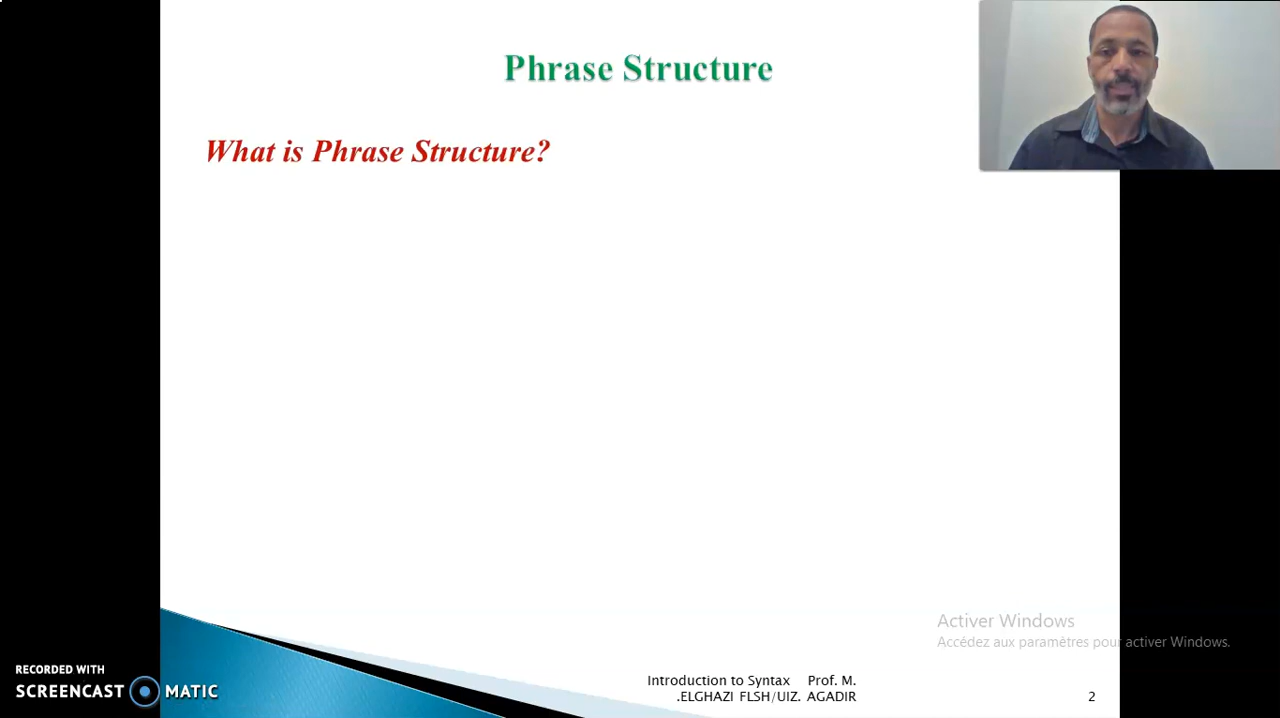 Phrase Structure
What is Phrase Structure?
Activer Windows
Accédez aux paramètres pour activer Windows.
RECORDED WITH
SCREENCAST MATIC
Introduction to Syntax Prof. M.
.ELGHAZI FLSH/UIZ. AGADIR
2